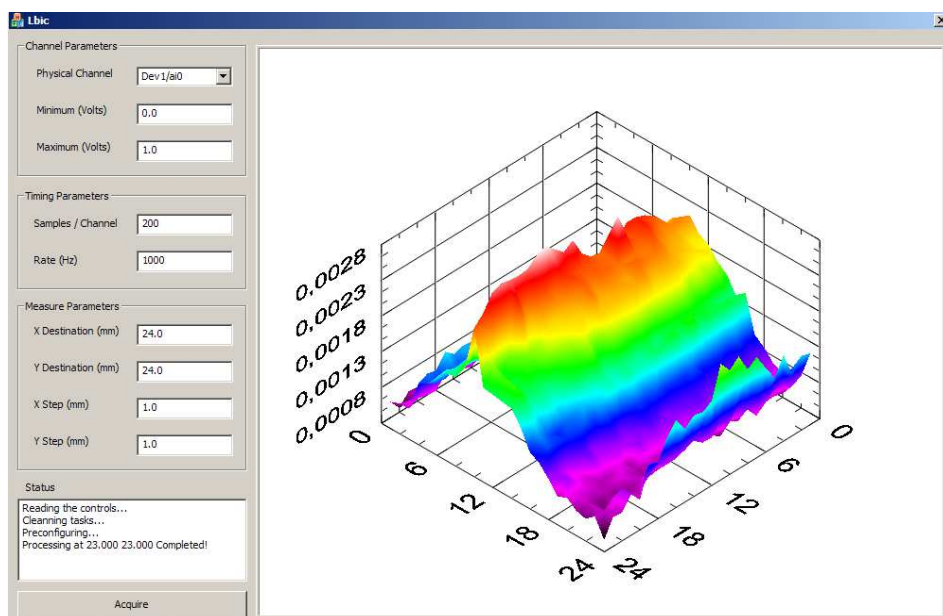 Lbic
Channel Parameters
Physical Channel Dev1/ai0
Minimum (Volts) 0.0
Maximum (Volts) 1.0
Timing Parameters
Samples / Channel 200
Rate (Hz) 1000
Measure Parameters
X Destination (mm) 24.0
Y Destination (mm) 24.0
X Step (mm) 1.0
Y Step (mm) 1.0
Status
Reading the controls...
Cleanning tasks...
Preconfiguring...
Processing at 23.000 23.000 Completed!
Acquire
0,0028
0,0023
0,0018
0,0013
0,0008
0
6
12
18
24
24
18
12
6
0